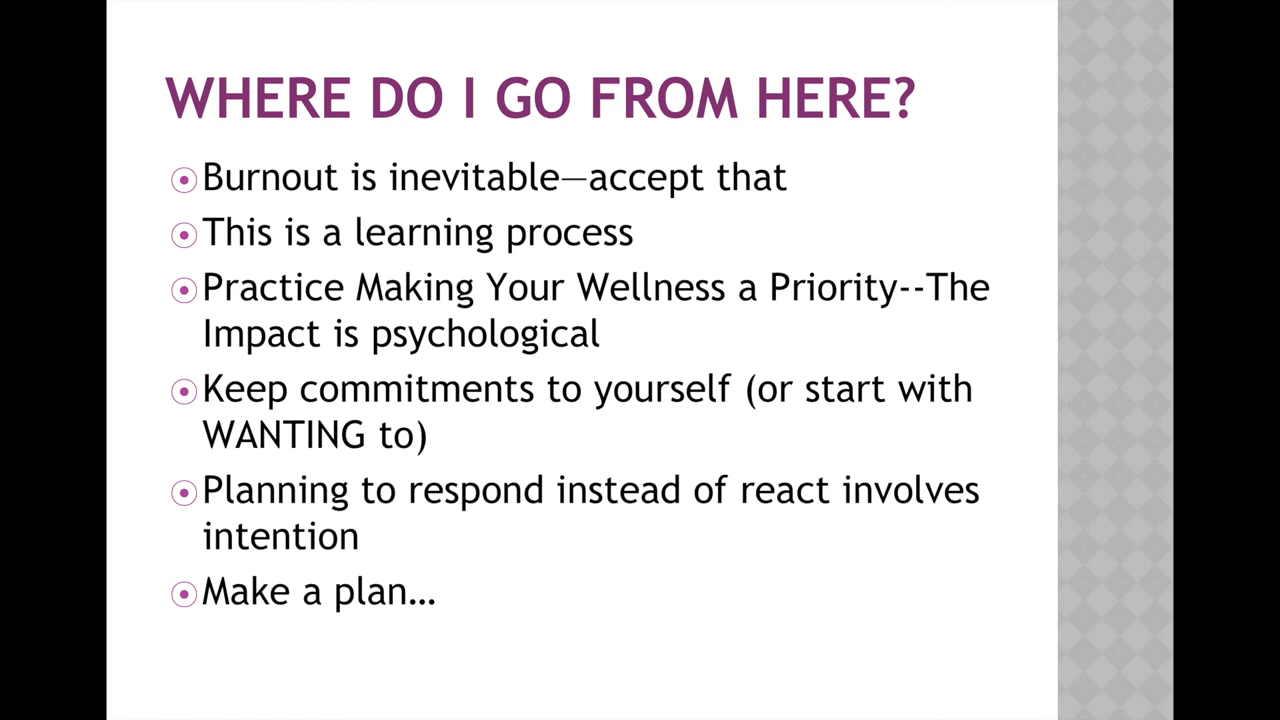 WHERE DO I GO FROM HERE?
Burnout is inevitable—accept that
This is a learning process
Practice Making Your Wellness a Priority--The
Impact is psychological
Keep commitments to yourself (or start with
WANTING to)
Planning to respond instead of react involves
intention
Make a plan…